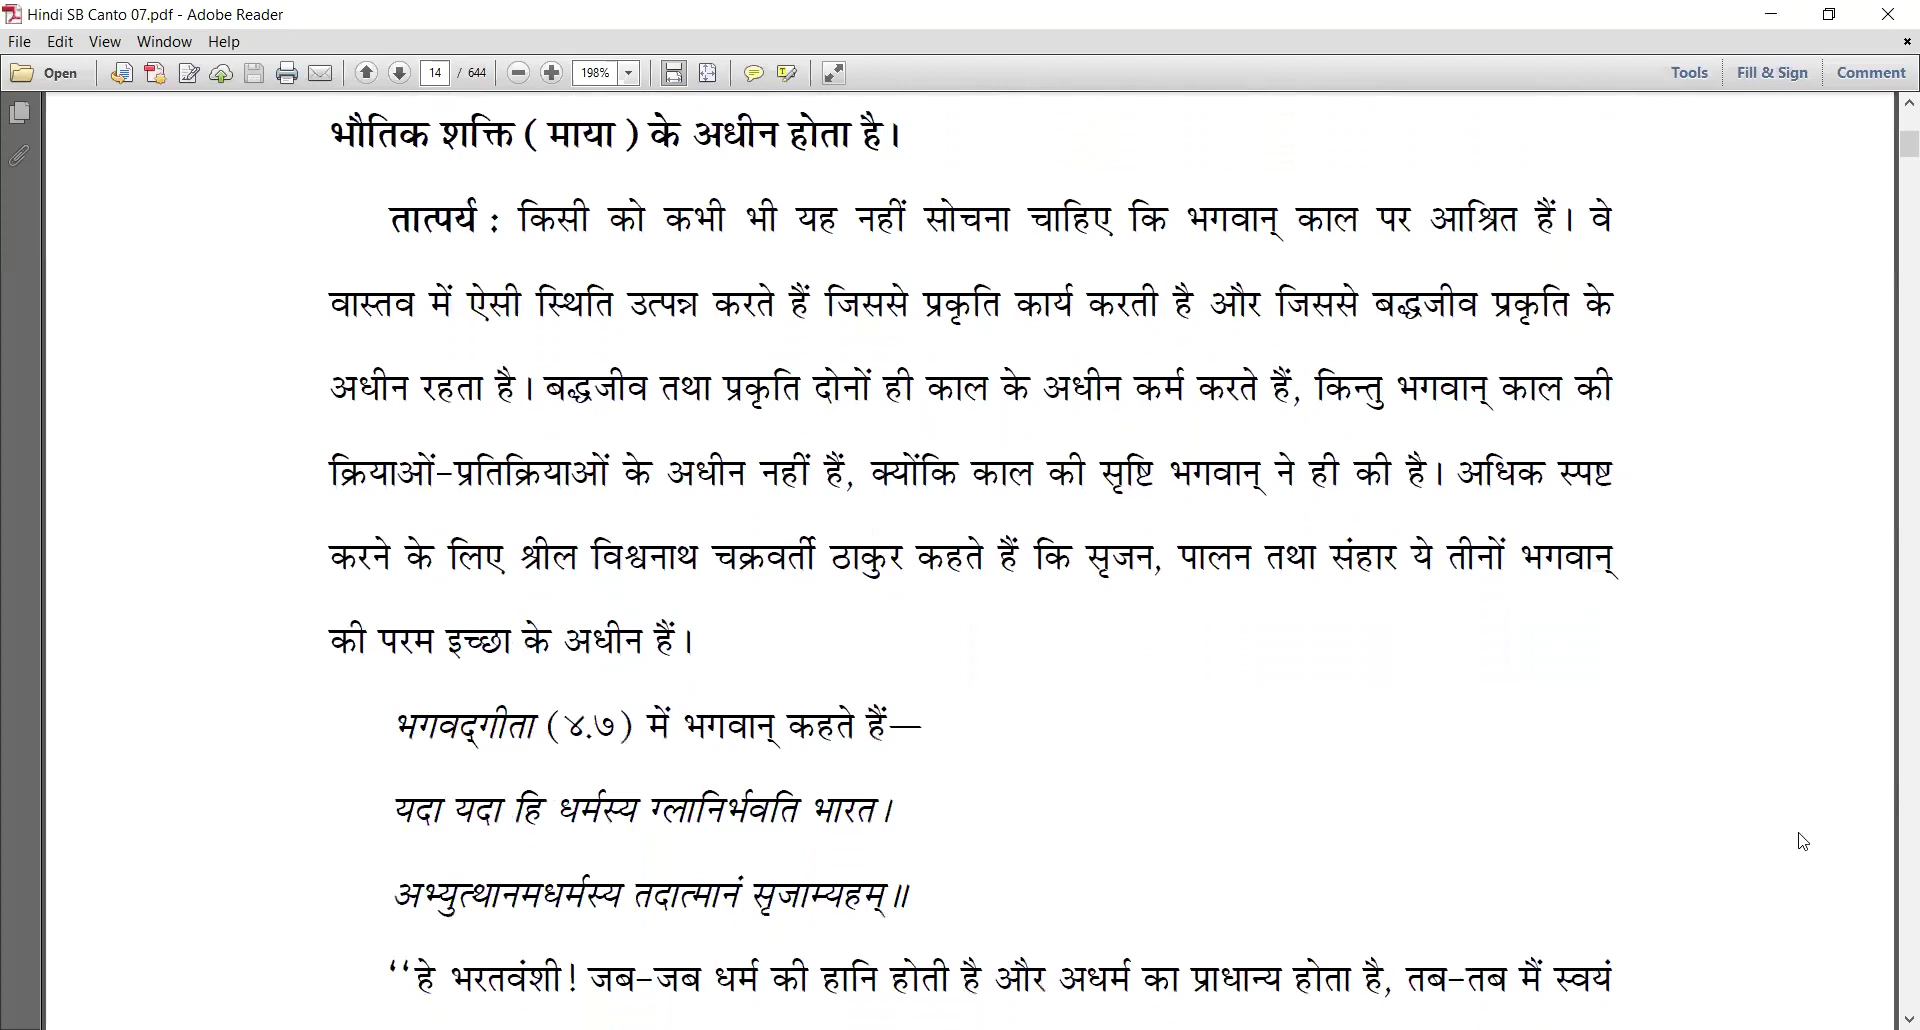 Hindi SB Canto 07.pdf - Adobe Reader
File Edit View Window Help
Open 14 / 644 198% Tools Fill & Sign Comment
भौतिक शक्ति ( माया ) के अधीन होता है।
तात्पर्य : किसी को कभी भी यह नहीं सोचना चाहिए कि भगवान् काल पर आश्रित हैं। वे
वास्तव में ऐसी स्थिति उत्पन्न करते हैं जिससे प्रकृति कार्य करती है और जिससे बद्धजीव प्रकृति के
अधीन रहता है। बद्धजीव तथा प्रकृति दोनों ही काल के अधीन कर्म करते हैं, किन्तु भगवान् काल की
क्रियाओं-प्रतिक्रियाओं के अधीन नहीं हैं, क्योंकि काल की सृष्टि भगवान् ने ही की है। अधिक स्पष्ट
करने के लिए श्रील विश्वनाथ चक्रवर्ती ठाकुर कहते हैं कि सृजन, पालन तथा संहार ये तीनों भगवान्
की परम इच्छा के अधीन हैं।
भगवद्गीता (४.७) में भगवान् कहते हैं—
यदा यदा हि धर्मस्य ग्लानिर्भवति भारत।
अभ्युत्थानमधर्मस्य तदात्मानं सृजाम्यहम्॥
‘‘हे भरतवंशी! जब-जब धर्म की हानि होती है और अधर्म का प्राधान्य होता है, तब-तब मैं स्वयं